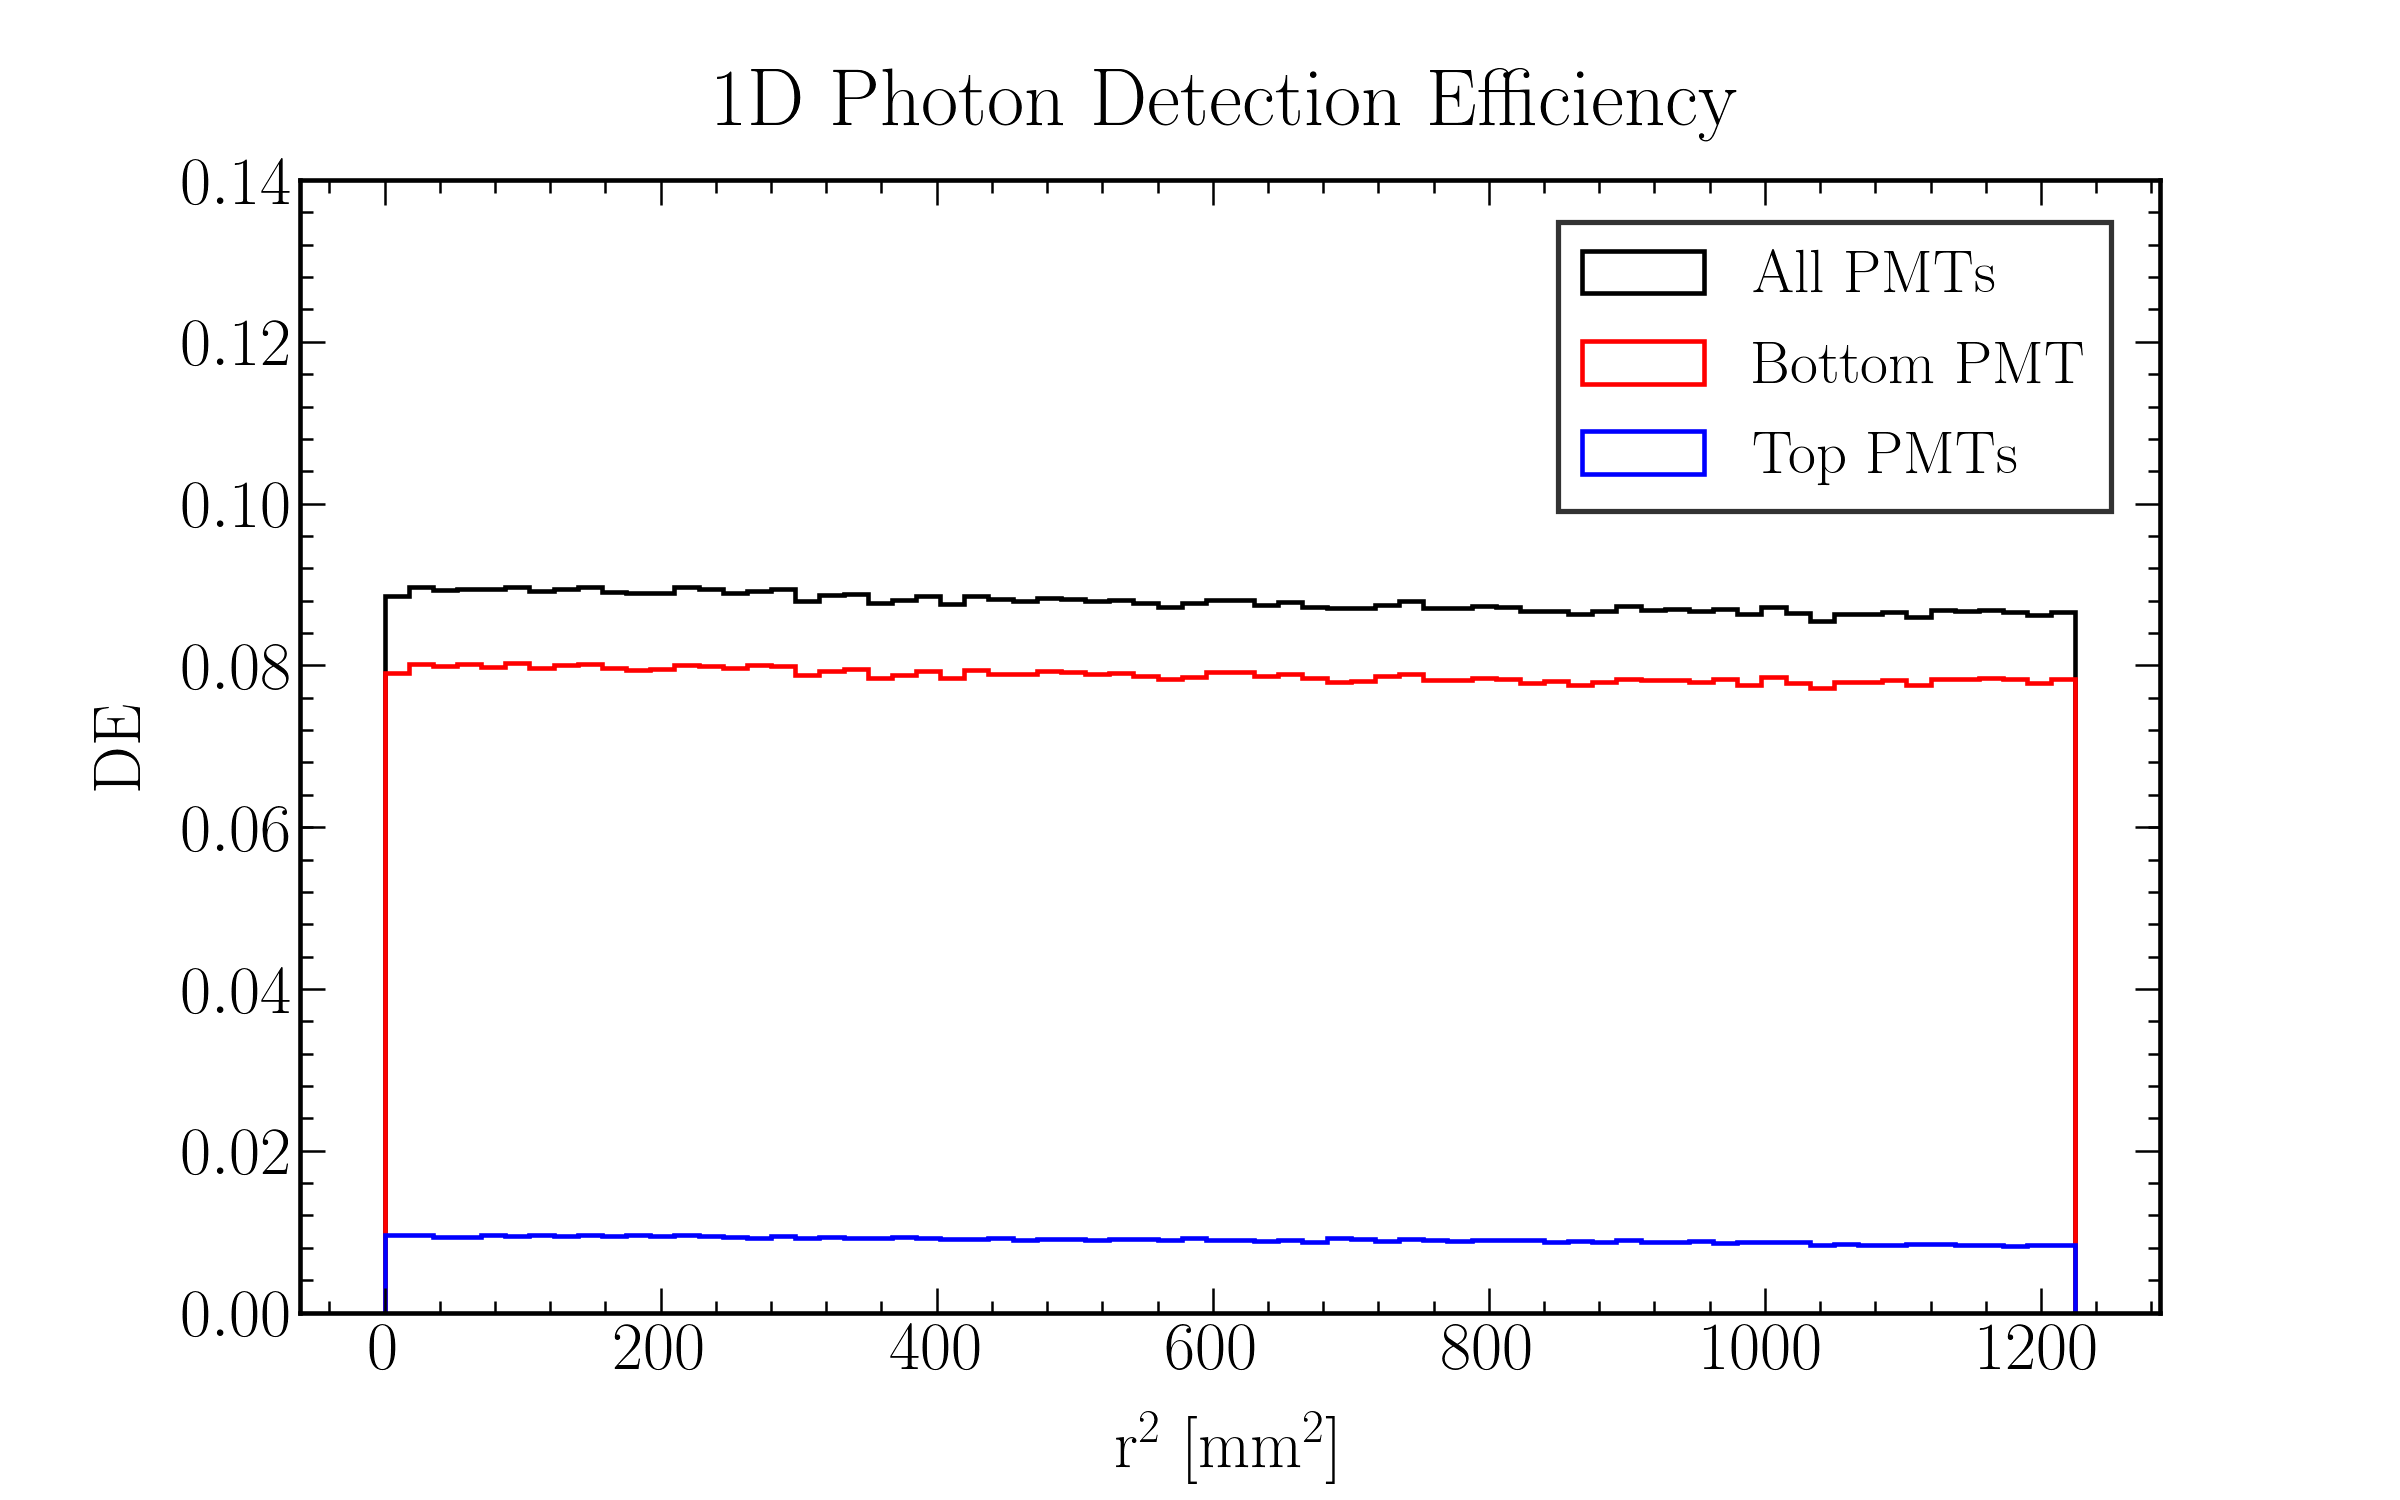 1D Photon Detection Efficiency
0.14
0.12
0.10
0.08
0.06
0.04
0.02
0.00
DE
All PMTs
Bottom PMT
Top PMTs
0 200 400 600 800 1000 1200
r² [mm²]